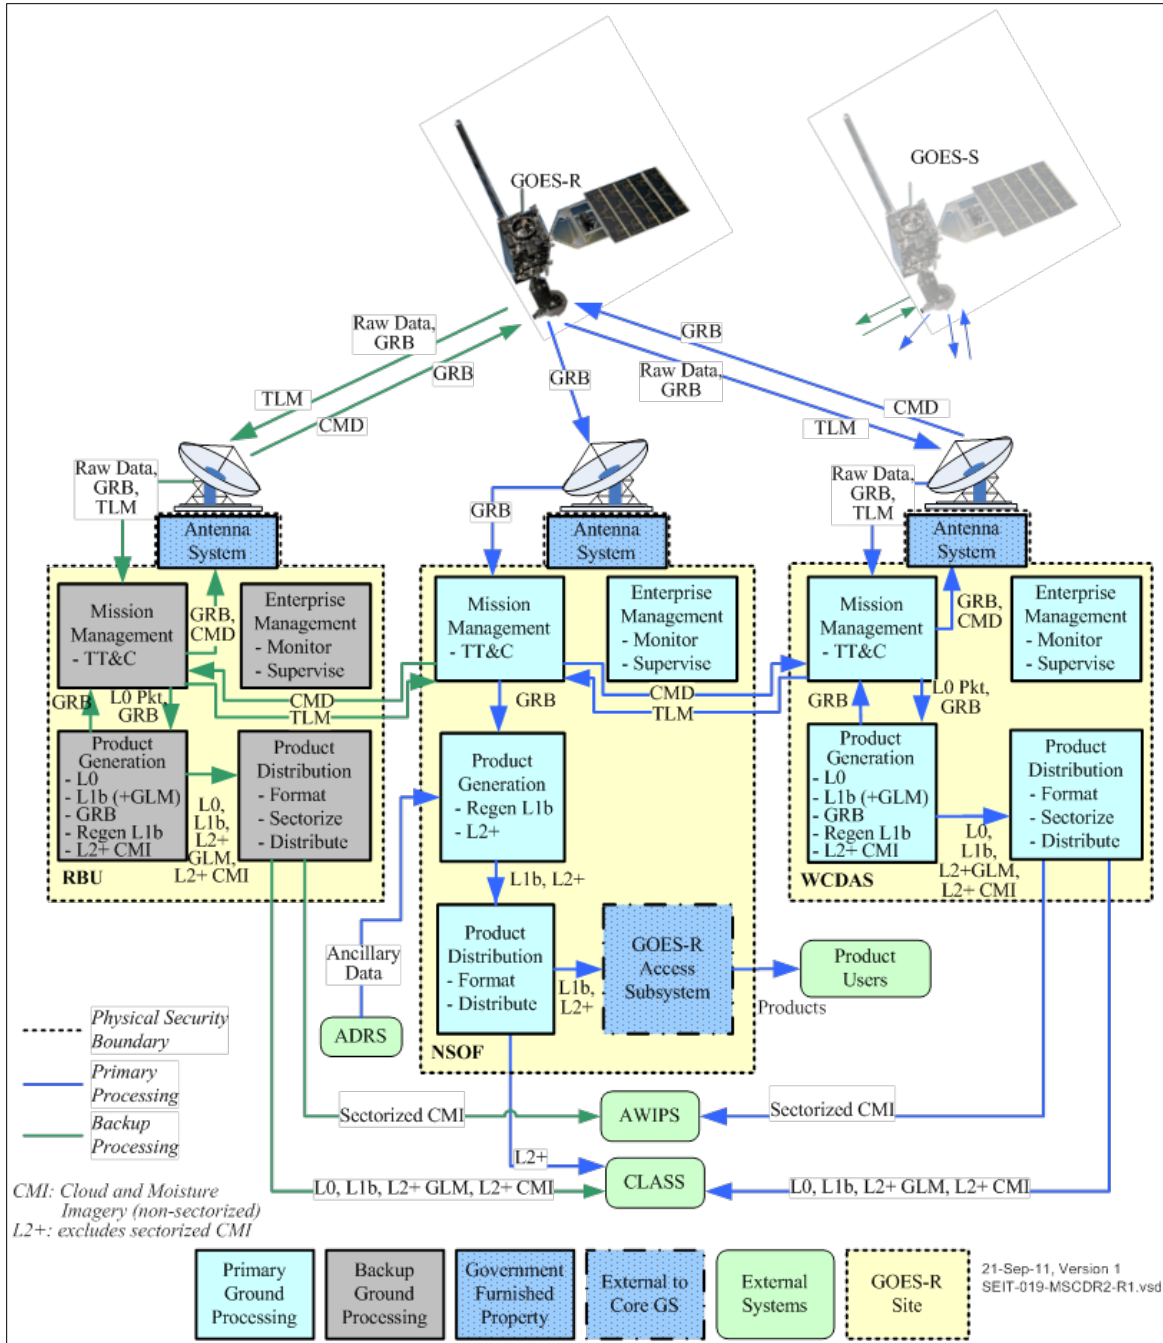 GOES-R
GOES-S
Raw Data,
GRB
GRB
TLM
CMD
GRB
GRB
Raw Data,
GRB
CMD
TLM
Raw Data,
GRB,
TLM
Antenna
System
GRB
Antenna
System
Raw Data,
GRB,
TLM
Antenna
System
Mission
Management
- TT&C
GRB,
CMD
Enterprise
Management
- Monitor
- Supervise
Mission
Management
- TT&C
Enterprise
Management
- Monitor
- Supervise
Mission
Management
- TT&C
GRB,
CMD
Enterprise
Management
- Monitor
- Supervise
CMD
TLM
CMD
TLM
GRB
L0 Pkt,
GRB
GRB
GRB
L0 Pkt,
GRB
Product
Generation
- L0
- L1b (+GLM)
- GRB
- Regen L1b
- L2+ CMI
L0,
L1b,
L2+
GLM,
L2+ CMI
Product
Distribution
- Format
- Sectorize
- Distribute
RBU
Product
Generation
- Regen L1b
- L2+
L1b, L2+
Product
Generation
- L0
- L1b (+GLM)
- GRB
- Regen L1b
- L2+ CMI
L0,
L1b,
L2+GLM,
L2+ CMI
Product
Distribution
- Format
- Sectorize
- Distribute
WCDAS
Ancillary
Data
ADRS
Product
Distribution
- Format
- Distribute
L1b,
L2+
GOES-R
Access
Subsystem
Products
Product
Users
NSOF
Physical Security
Boundary
Primary
Processing
Backup
Processing
Sectorized CMI
AWIPS
Sectorized CMI
L2+
L0, L1b, L2+ GLM, L2+ CMI
CLASS
L0, L1b, L2+ GLM, L2+ CMI
CMI: Cloud and Moisture
Imagery (non-sectorized)
L2+: excludes sectorized CMI
Primary
Ground
Processing
Backup
Ground
Processing
Government
Furnished
Property
External to
Core GS
External
Systems
GOES-R
Site
21-Sep-11, Version 1
SEIT-019-MSCDR2-R1.vsd